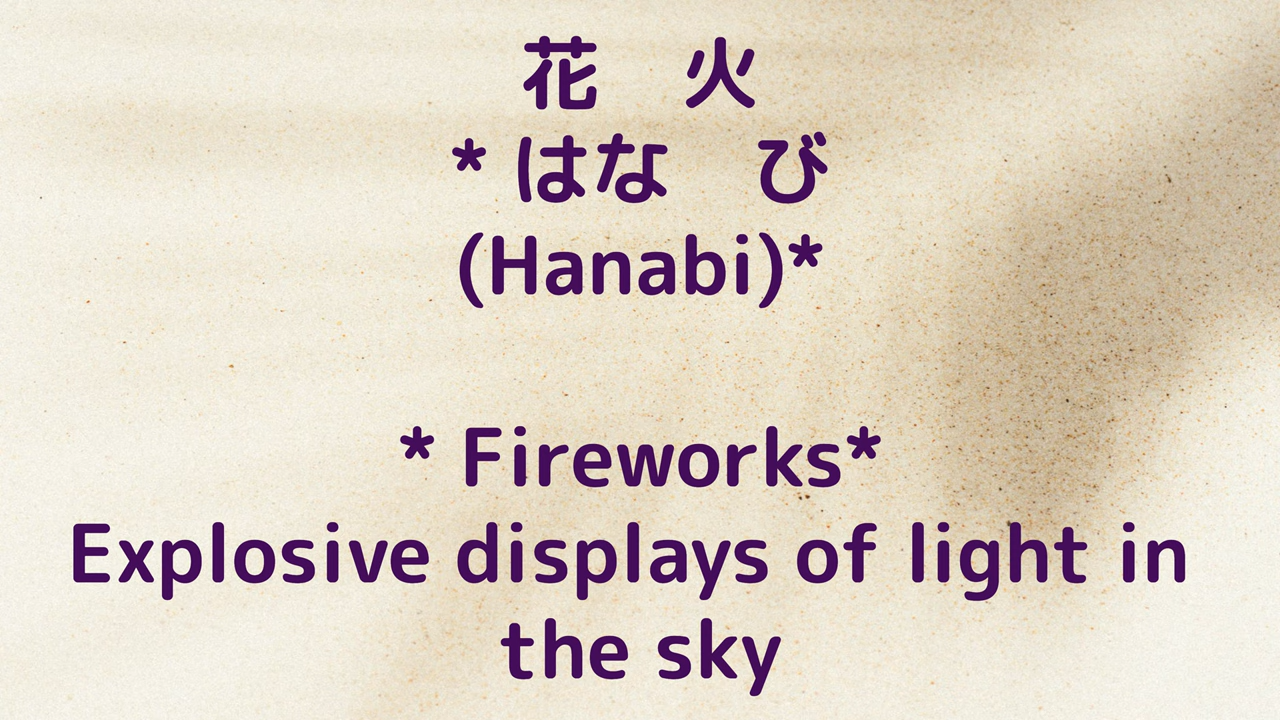 花　火
* はな　び
(Hanabi)*
* Fireworks*
Explosive displays of light in
the sky